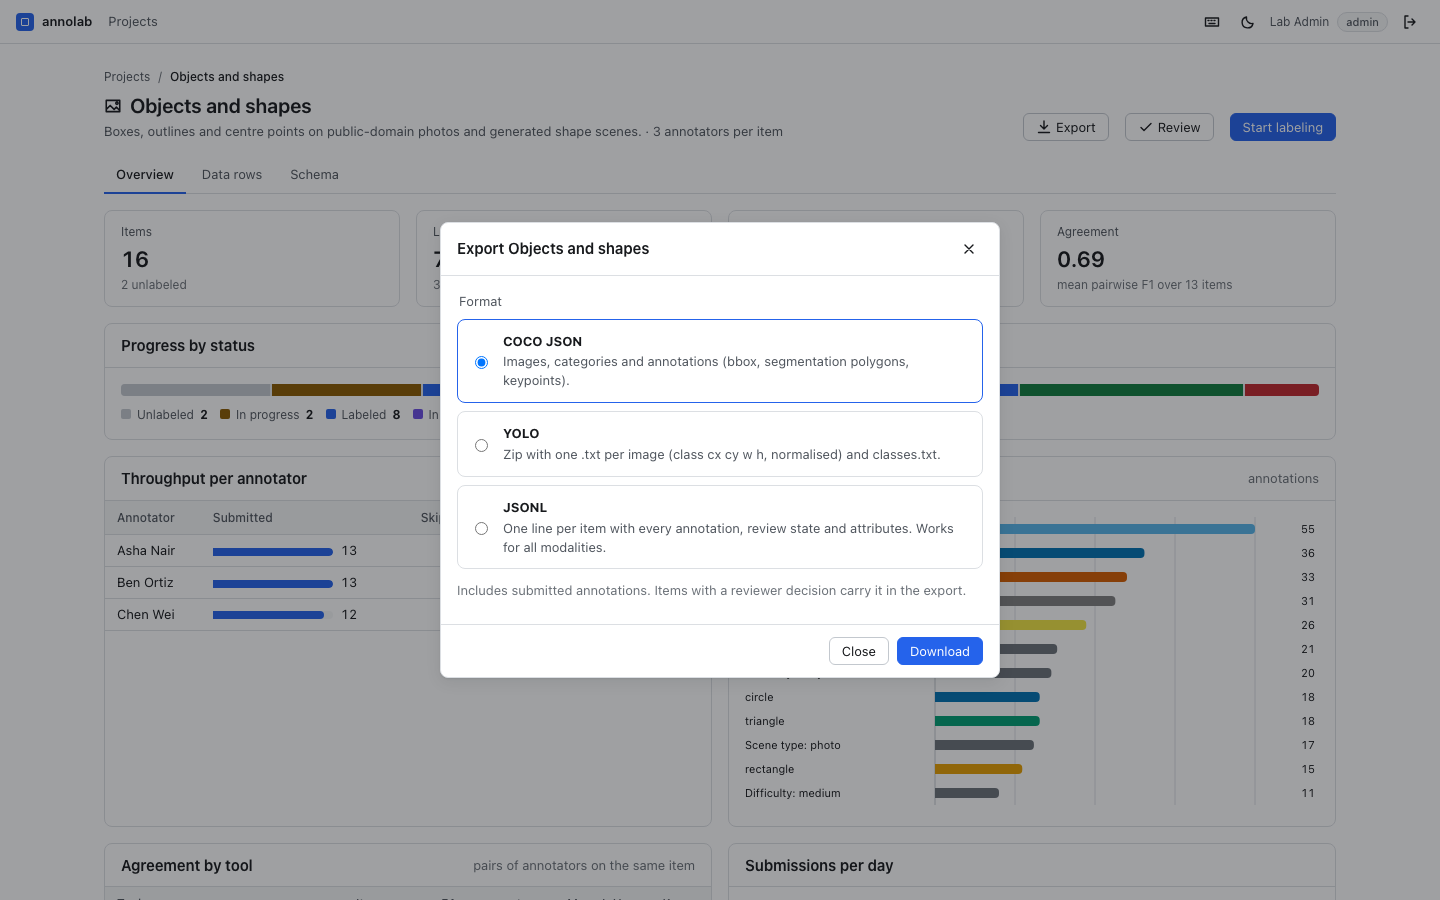 annolab Projects Lab Admin admin
Projects / Objects and shapes
Objects and shapes
Boxes, outlines and centre points on public-domain photos and generated shape scenes. · 3 annotators per item
Export Review Start labeling
Overview Data rows Schema
Items
16
2 unlabeled
Agreement
0.69
mean pairwise F1 over 13 items
Progress by status
Unlabeled 2 In progress 2 Labeled 8 In
Throughput per annotator
Annotator Submitted
Asha Nair 13
Ben Ortiz 13
Chen Wei 12
Export Objects and shapes
Format
COCO JSON
Images, categories and annotations (bbox, segmentation polygons,
keypoints).
YOLO
Zip with one .txt per image (class cx cy w h, normalised) and classes.txt.
JSONL
One line per item with every annotation, review state and attributes. Works
for all modalities.
Includes submitted annotations. Items with a reviewer decision carry it in the export.
Close Download
annotations
55
36
33
31
26
21
20
circle 18
triangle 18
Scene type: photo 17
rectangle 15
Difficulty: medium 11
Agreement by tool pairs of annotators on the same item
Submissions per day